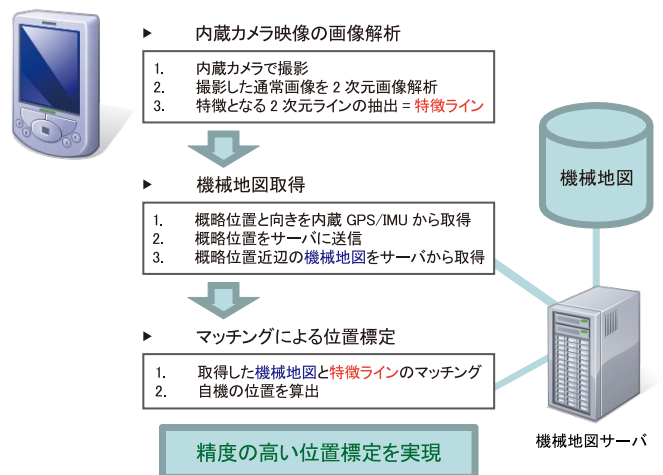 ▶ 内蔵カメラ映像の画像解析
1. 内蔵カメラで撮影
2. 撮影した通常画像を2次元画像解析
3. 特徴となる2次元ラインの抽出 = 特徴ライン
▶ 機械地図取得
1. 概略位置と向きを内蔵 GPS/IMU から取得
2. 概略位置をサーバに送信
3. 概略位置近辺の機械地図をサーバから取得
機械地図
▶ マッチングによる位置標定
1. 取得した機械地図と特徴ラインのマッチング
2. 自機の位置を算出
機械地図サーバ
精度の高い位置標定を実現